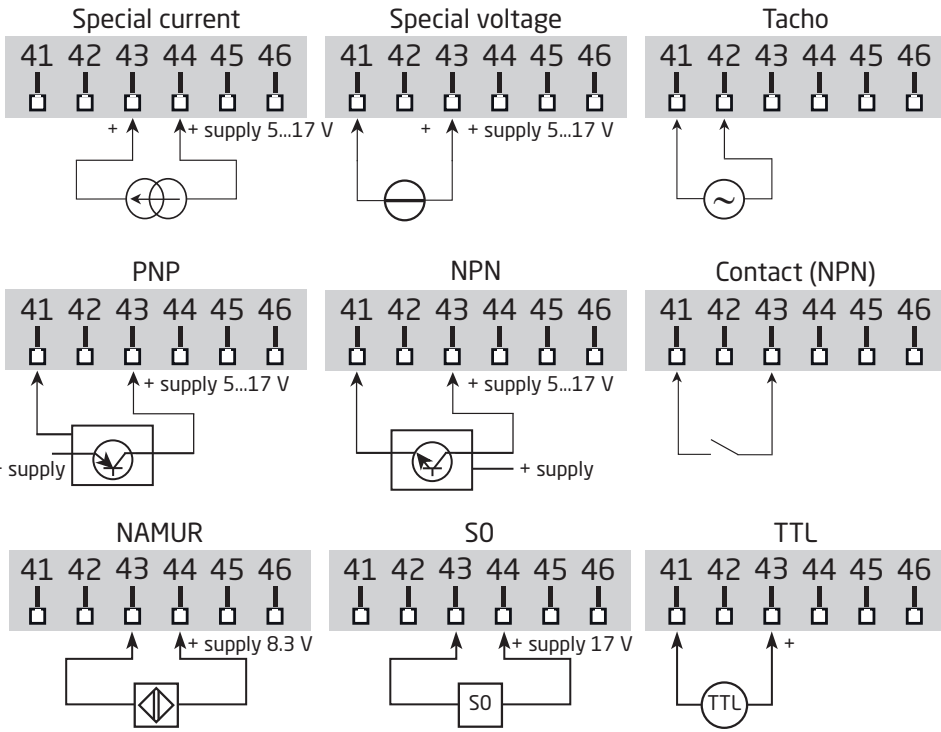 Special current Special voltage Tacho
41 42 43 44 45 46 41 42 43 44 45 46 41 42 43 44 45 46
+ + supply 5...17 V + + supply 5...17 V
~
PNP NPN Contact (NPN)
41 42 43 44 45 46 41 42 43 44 45 46 41 42 43 44 45 46
+ supply 5...17 V + supply 5...17 V
+ supply + supply
NAMUR S0 TTL
41 42 43 44 45 46 41 42 43 44 45 46 41 42 43 44 45 46
+ supply 8.3 V + supply 17 V +
S0 TTL